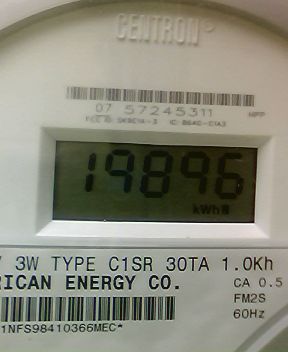 CENTRON®
07 57245311
19896
kWh
3W TYPE C1SR 30TA 1.0Kh
RICAN ENERGY CO.
CA 0.5
FM2S
60Hz
1NFS98410366MEC*